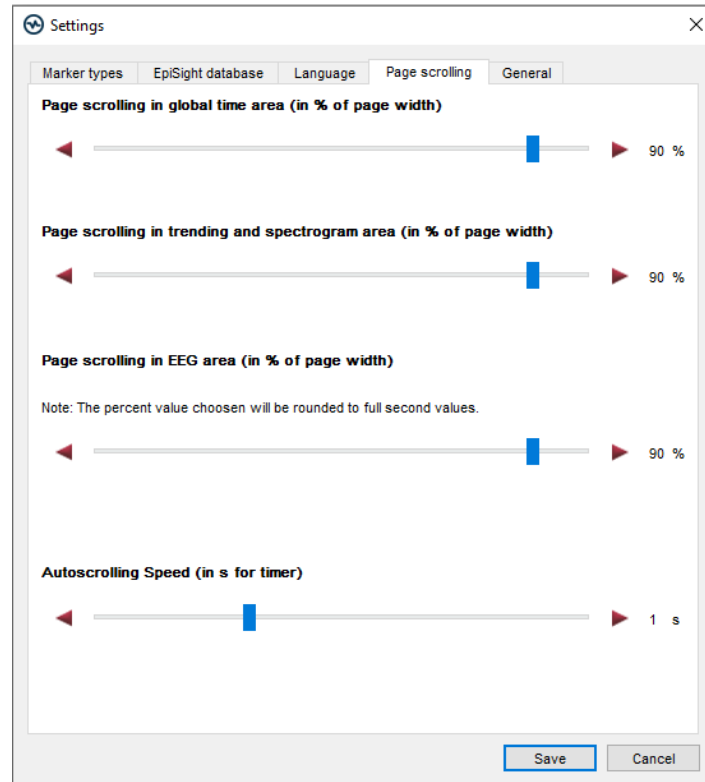 Settings
Marker types EpiSight database Language Page scrolling General
Page scrolling in global time area (in % of page width)
90 %
Page scrolling in trending and spectrogram area (in % of page width)
90 %
Page scrolling in EEG area (in % of page width)
Note: The percent value choosen will be rounded to full second values.
90 %
Autoscrolling Speed (in s for timer)
1 s
Save Cancel